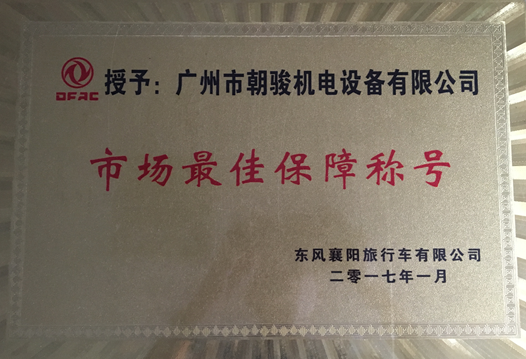 DFAC
授予：广州市朝骏机电设备有限公司
市场最佳保障称号
东风襄阳旅行车有限公司
二零一七年一月